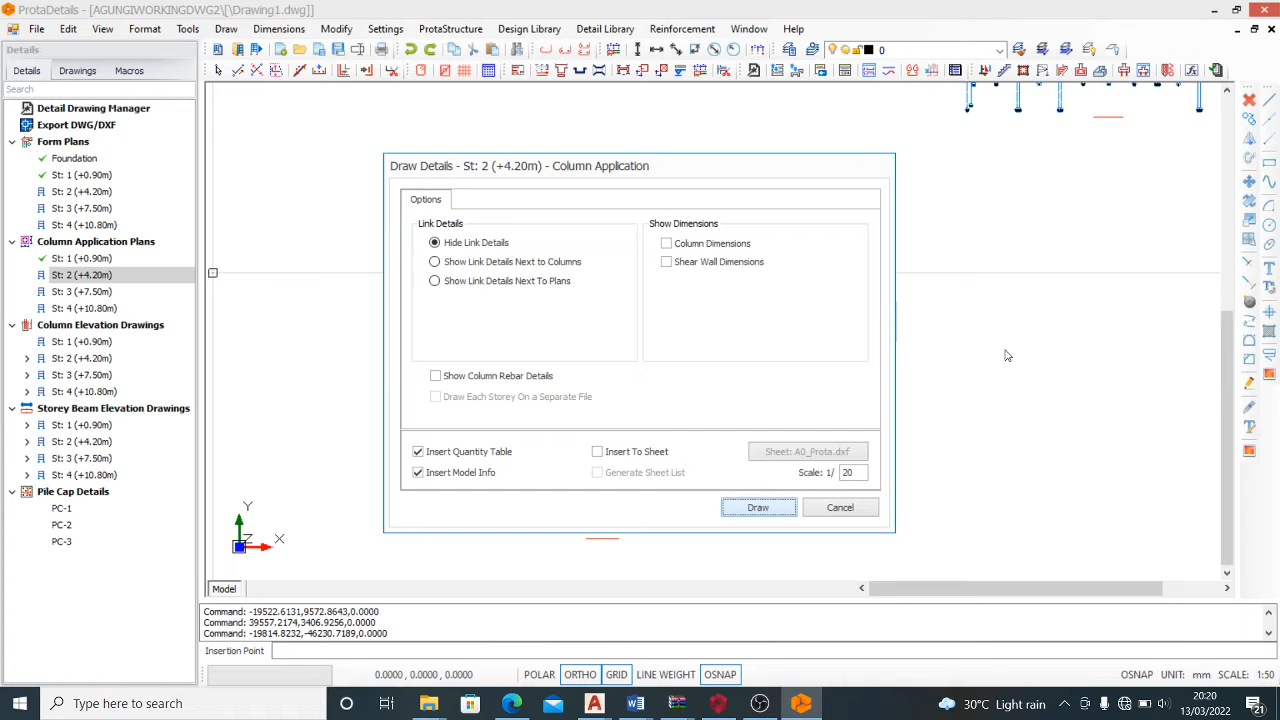 ProtaDetails - [AGUNGIWORKINGDWG2\[\Drawing1.dwg]]
File Edit View Format Tools Draw Dimensions Modify Settings ProtaStructure Design Library Detail Library Reinforcement Window Help
Details
0
Details Drawings Macros
Search
Detail Drawing Manager
Export DWG/DXF
Form Plans
Foundation
St: 1 (+0.90m)
St: 2 (+4.20m)
St: 3 (+7.50m)
St: 4 (+10.80m)
Column Application Plans
St: 1 (+0.90m)
St: 2 (+4.20m)
St: 3 (+7.50m)
St: 4 (+10.80m)
Column Elevation Drawings
St: 1 (+0.90m)
St: 2 (+4.20m)
St: 3 (+7.50m)
St: 4 (+10.80m)
Storey Beam Elevation Drawings
St: 1 (+0.90m)
St: 2 (+4.20m)
St: 3 (+7.50m)
St: 4 (+10.80m)
Pile Cap Details
PC-1
PC-2
PC-3
Draw Details - St: 2 (+4.20m) - Column Application
Options
Link Details
Hide Link Details
Show Link Details Next to Columns
Show Link Details Next To Plans
Show Dimensions
Column Dimensions
Shear Wall Dimensions
Show Column Rebar Details
Draw Each Storey On a Separate File
Insert Quantity Table
Insert Model Info
Insert To Sheet
Generate Sheet List
Sheet: A0_Prota.dxf
Scale: 1/ 20
Draw
Cancel
Y
Z
X
Model
Command: -19522.6131,9572.8643,0.0000
Command: 39557.2174,3406.9256,0.0000
Command: -19814.8232,-46230.7189,0.0000
Insertion Point
0.0000 , 0.0000 , 0.0000 POLAR ORTHO GRID LINE WEIGHT OSNAP OSNAP UNIT: mm SCALE: 1:50
Type here to search
30°C Light rain
20:20
13/03/2022
21